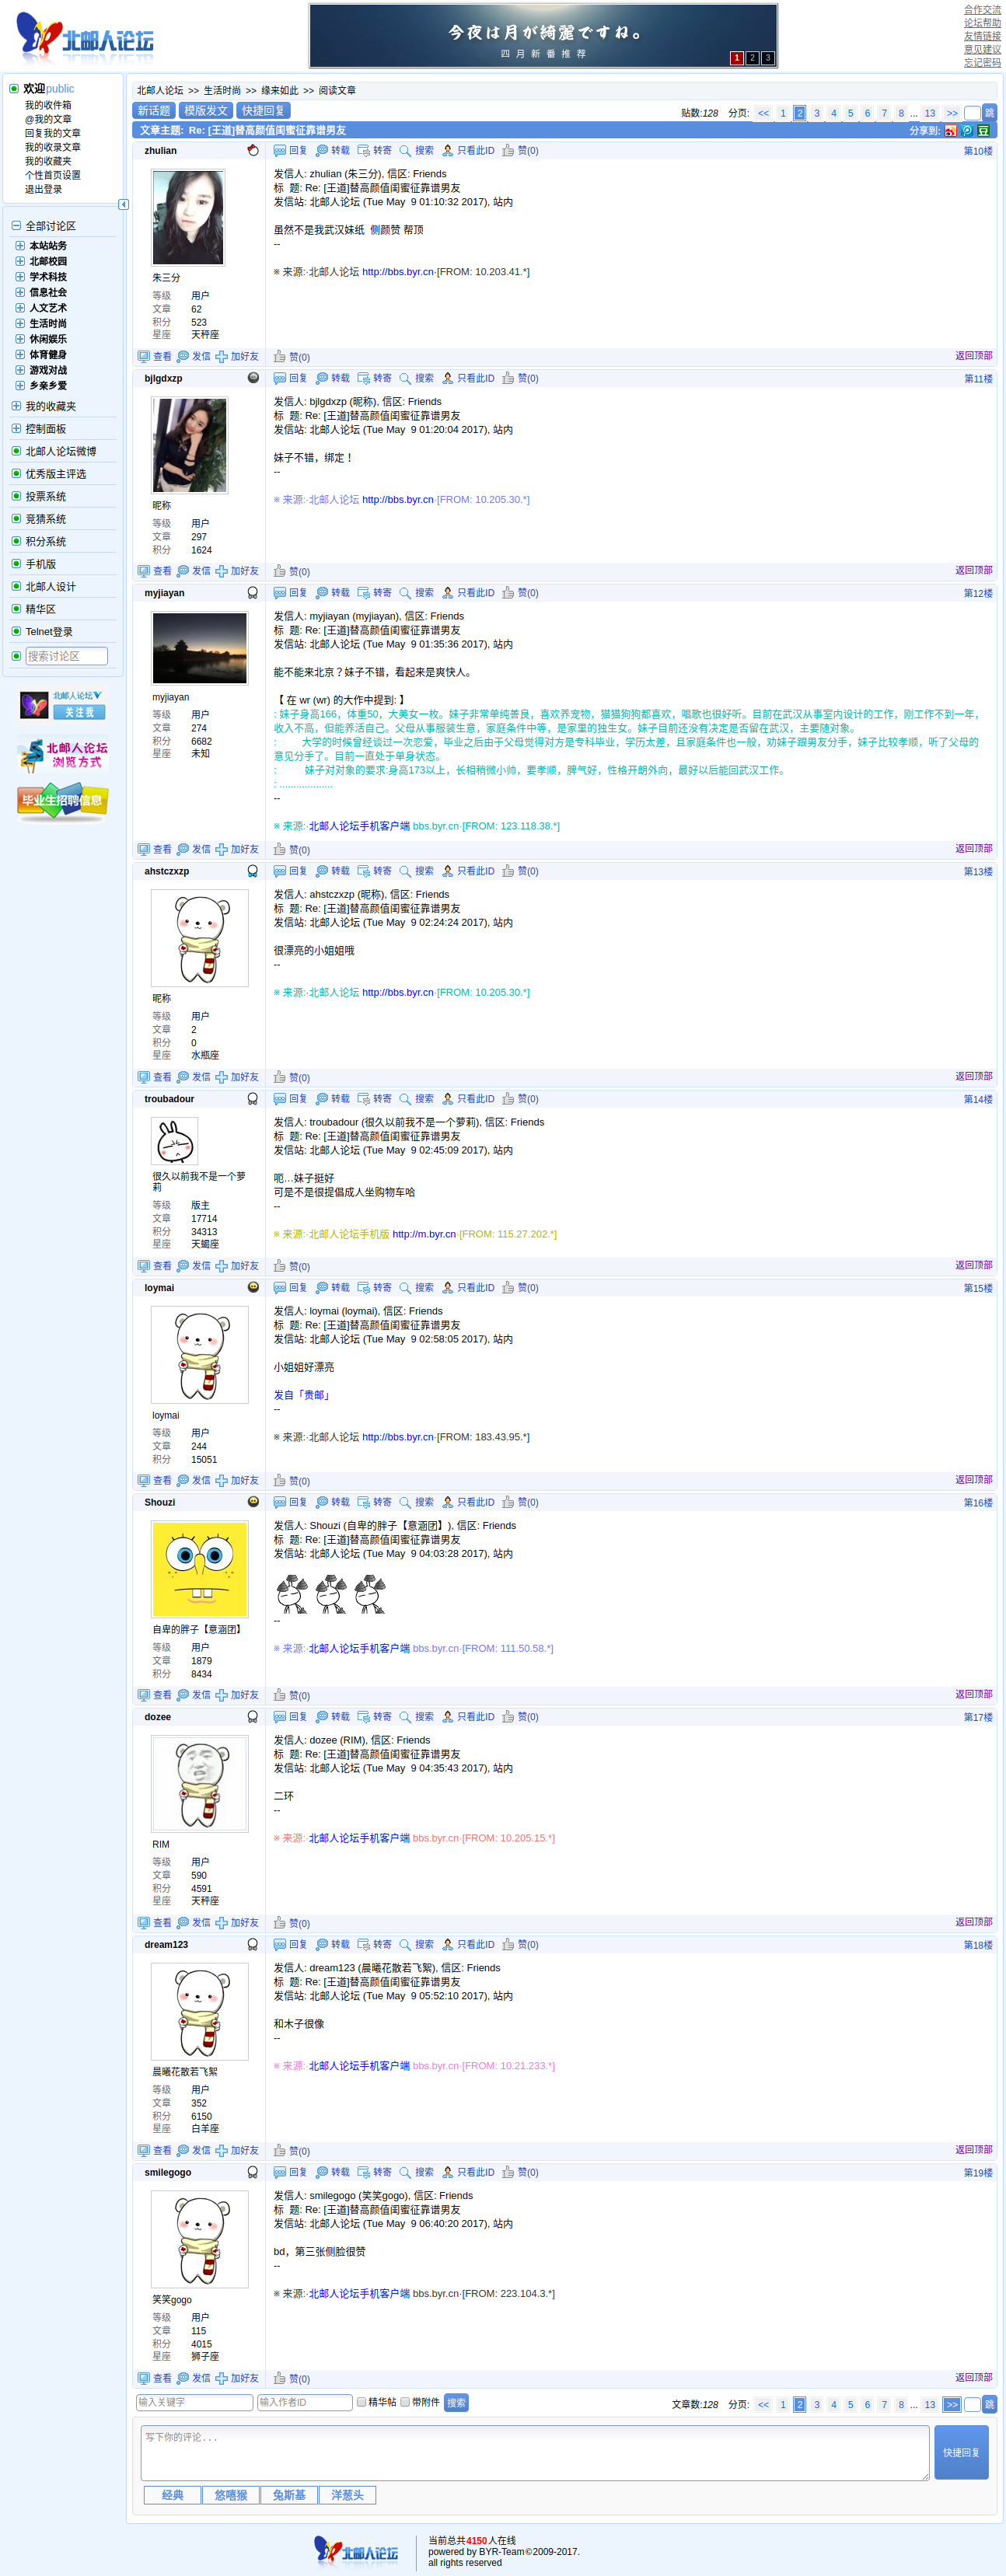 北邮人论坛
今夜は月が綺麗ですね。
四月新番推荐
1 2 3
合作交流
论坛帮助
友情链接
意见建议
忘记密码
欢迎public
我的收件箱
@我的文章
回复我的文章
我的收录文章
我的收藏夹
个性首页设置
退出登录
全部讨论区
本站站务
北邮校园
学术科技
信息社会
人文艺术
生活时尚
休闲娱乐
体育健身
游戏对战
乡亲乡爱
我的收藏夹
控制面板
北邮人论坛微博
优秀版主评选
投票系统
竞猜系统
积分系统
手机版
北邮人设计
精华区
Telnet登录
搜索讨论区
北邮人论坛
关注我
北邮人论坛
浏览方式
毕业生招聘信息
北邮人论坛 >> 生活时尚 >> 缘来如此 >> 阅读文章
新话题 模版发文 快捷回复
贴数:128 分页: << 1 2 3 4 5 6 7 8 ... 13 >> 跳
文章主题: Re: [王道]替高颜值闺蜜征靠谱男友
分享到:
zhulian
回复 转载 转寄 搜索 只看此ID 赞(0) 第10楼
朱三分
等级 用户
文章 62
积分 523
星座 天秤座
发信人: zhulian (朱三分), 信区: Friends
标 题: Re: [王道]替高颜值闺蜜征靠谱男友
发信站: 北邮人论坛 (Tue May 9 01:10:32 2017), 站内
虽然不是我武汉妹纸 侧颜赞 帮顶
--
※ 来源:·北邮人论坛 http://bbs.byr.cn·[FROM: 10.203.41.*]
查看 发信 加好友 赞(0) 返回顶部
bjlgdxzp
回复 转载 转寄 搜索 只看此ID 赞(0) 第11楼
昵称
等级 用户
文章 297
积分 1624
发信人: bjlgdxzp (昵称), 信区: Friends
标 题: Re: [王道]替高颜值闺蜜征靠谱男友
发信站: 北邮人论坛 (Tue May 9 01:20:04 2017), 站内
妹子不错，绑定！
--
※ 来源:·北邮人论坛 http://bbs.byr.cn·[FROM: 10.205.30.*]
查看 发信 加好友 赞(0) 返回顶部
myjiayan
回复 转载 转寄 搜索 只看此ID 赞(0) 第12楼
myjiayan
等级 用户
文章 274
积分 6682
星座 未知
发信人: myjiayan (myjiayan), 信区: Friends
标 题: Re: [王道]替高颜值闺蜜征靠谱男友
发信站: 北邮人论坛 (Tue May 9 01:35:36 2017), 站内
能不能来北京？妹子不错，看起来是爽快人。
【 在 wr (wr) 的大作中提到: 】
: 妹子身高166，体重50，大美女一枚。妹子非常单纯善良，喜欢养宠物，猫猫狗狗都喜欢，唱歌也很好听。目前在武汉从事室内设计的工作，刚工作不到一年，
收入不高，但能养活自己。父母从事服装生意，家庭条件中等，是家里的独生女。妹子目前还没有决定是否留在武汉，主要随对象。
: 大学的时候曾经谈过一次恋爱，毕业之后由于父母觉得对方是专科毕业，学历太差，且家庭条件也一般，劝妹子跟男友分手，妹子比较孝顺，听了父母的
意见分手了。目前一直处于单身状态。
: 妹子对对象的要求:身高173以上，长相稍微小帅，要孝顺，脾气好，性格开朗外向，最好以后能回武汉工作。
: ...................
--
※ 来源:·北邮人论坛手机客户端 bbs.byr.cn·[FROM: 123.118.38.*]
查看 发信 加好友 赞(0) 返回顶部
ahstczxzp
回复 转载 转寄 搜索 只看此ID 赞(0) 第13楼
昵称
等级 用户
文章 2
积分 0
星座 水瓶座
发信人: ahstczxzp (昵称), 信区: Friends
标 题: Re: [王道]替高颜值闺蜜征靠谱男友
发信站: 北邮人论坛 (Tue May 9 02:24:24 2017), 站内
很漂亮的小姐姐哦
--
※ 来源:·北邮人论坛 http://bbs.byr.cn·[FROM: 10.205.30.*]
查看 发信 加好友 赞(0) 返回顶部
troubadour
回复 转载 转寄 搜索 只看此ID 赞(0) 第14楼
很久以前我不是一个萝
莉
等级 版主
文章 17714
积分 34313
星座 天蝎座
发信人: troubadour (很久以前我不是一个萝莉), 信区: Friends
标 题: Re: [王道]替高颜值闺蜜征靠谱男友
发信站: 北邮人论坛 (Tue May 9 02:45:09 2017), 站内
呃…妹子挺好
可是不是很提倡成人坐购物车哈
--
※ 来源:·北邮人论坛手机版 http://m.byr.cn·[FROM: 115.27.202.*]
查看 发信 加好友 赞(0) 返回顶部
loymai
回复 转载 转寄 搜索 只看此ID 赞(0) 第15楼
loymai
等级 用户
文章 244
积分 15051
发信人: loymai (loymai), 信区: Friends
标 题: Re: [王道]替高颜值闺蜜征靠谱男友
发信站: 北邮人论坛 (Tue May 9 02:58:05 2017), 站内
小姐姐好漂亮
发自「贵邮」
--
※ 来源:·北邮人论坛 http://bbs.byr.cn·[FROM: 183.43.95.*]
查看 发信 加好友 赞(0) 返回顶部
Shouzi
回复 转载 转寄 搜索 只看此ID 赞(0) 第16楼
自卑的胖子【意涵团】
等级 用户
文章 1879
积分 8434
发信人: Shouzi (自卑的胖子【意涵团】), 信区: Friends
标 题: Re: [王道]替高颜值闺蜜征靠谱男友
发信站: 北邮人论坛 (Tue May 9 04:03:28 2017), 站内
--
※ 来源:·北邮人论坛手机客户端 bbs.byr.cn·[FROM: 111.50.58.*]
查看 发信 加好友 赞(0) 返回顶部
dozee
回复 转载 转寄 搜索 只看此ID 赞(0) 第17楼
RIM
等级 用户
文章 590
积分 4591
星座 天秤座
发信人: dozee (RIM), 信区: Friends
标 题: Re: [王道]替高颜值闺蜜征靠谱男友
发信站: 北邮人论坛 (Tue May 9 04:35:43 2017), 站内
二环
--
※ 来源:·北邮人论坛手机客户端 bbs.byr.cn·[FROM: 10.205.15.*]
查看 发信 加好友 赞(0) 返回顶部
dream123
回复 转载 转寄 搜索 只看此ID 赞(0) 第18楼
晨曦花散若飞絮
等级 用户
文章 352
积分 6150
星座 白羊座
发信人: dream123 (晨曦花散若飞絮), 信区: Friends
标 题: Re: [王道]替高颜值闺蜜征靠谱男友
发信站: 北邮人论坛 (Tue May 9 05:52:10 2017), 站内
和木子很像
--
※ 来源:·北邮人论坛手机客户端 bbs.byr.cn·[FROM: 10.21.233.*]
查看 发信 加好友 赞(0) 返回顶部
smilegogo
回复 转载 转寄 搜索 只看此ID 赞(0) 第19楼
笑笑gogo
等级 用户
文章 115
积分 4015
星座 狮子座
发信人: smilegogo (笑笑gogo), 信区: Friends
标 题: Re: [王道]替高颜值闺蜜征靠谱男友
发信站: 北邮人论坛 (Tue May 9 06:40:20 2017), 站内
bd，第三张侧脸很赞
--
※ 来源:·北邮人论坛手机客户端 bbs.byr.cn·[FROM: 223.104.3.*]
查看 发信 加好友 赞(0) 返回顶部
输入关键字 输入作者ID 精华帖 带附件 搜索
文章数:128 分页: << 1 2 3 4 5 6 7 8 ... 13 >> 跳
写下你的评论...
快捷回复
经典 悠嘻猴 兔斯基 洋葱头
北邮人论坛
当前总共4150人在线
powered by BYR-Team©2009-2017.
all rights reserved